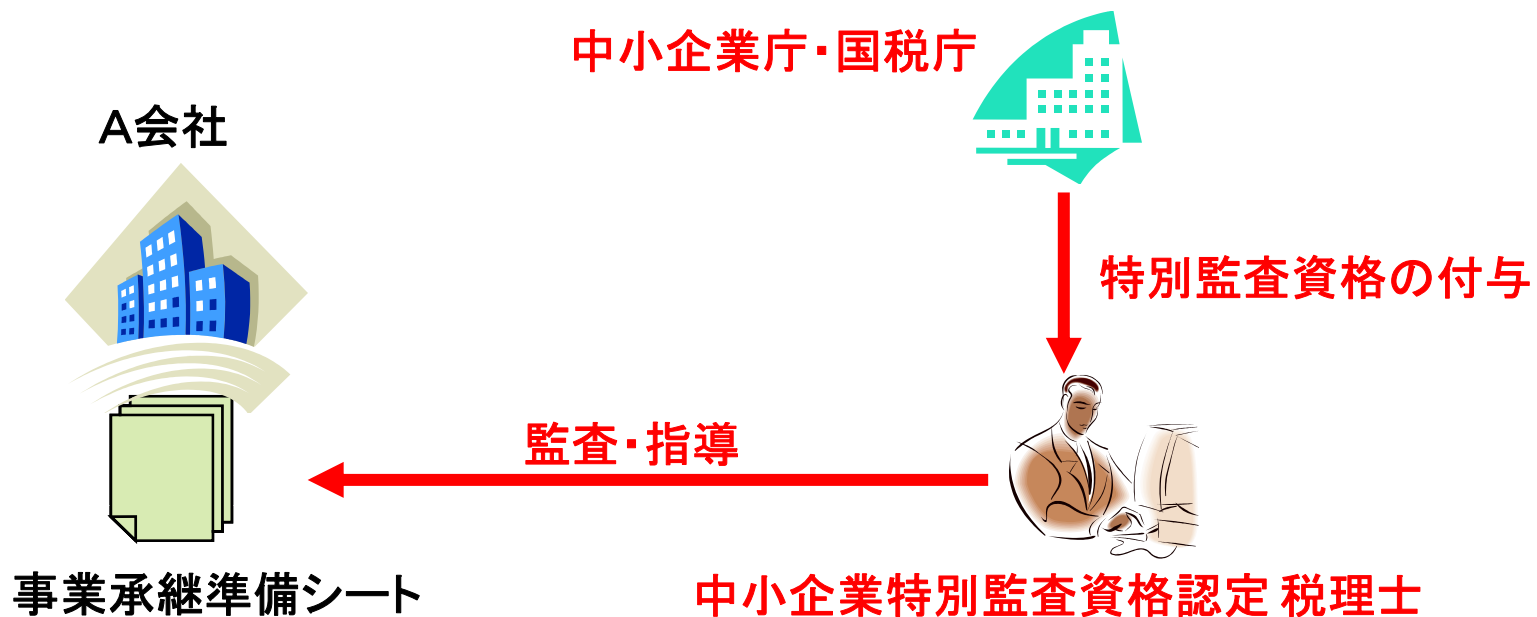 中小企業庁・国税庁
A会社
特別監査資格の付与
監査・指導
事業承継準備シート
中小企業特別監査資格認定 税理士